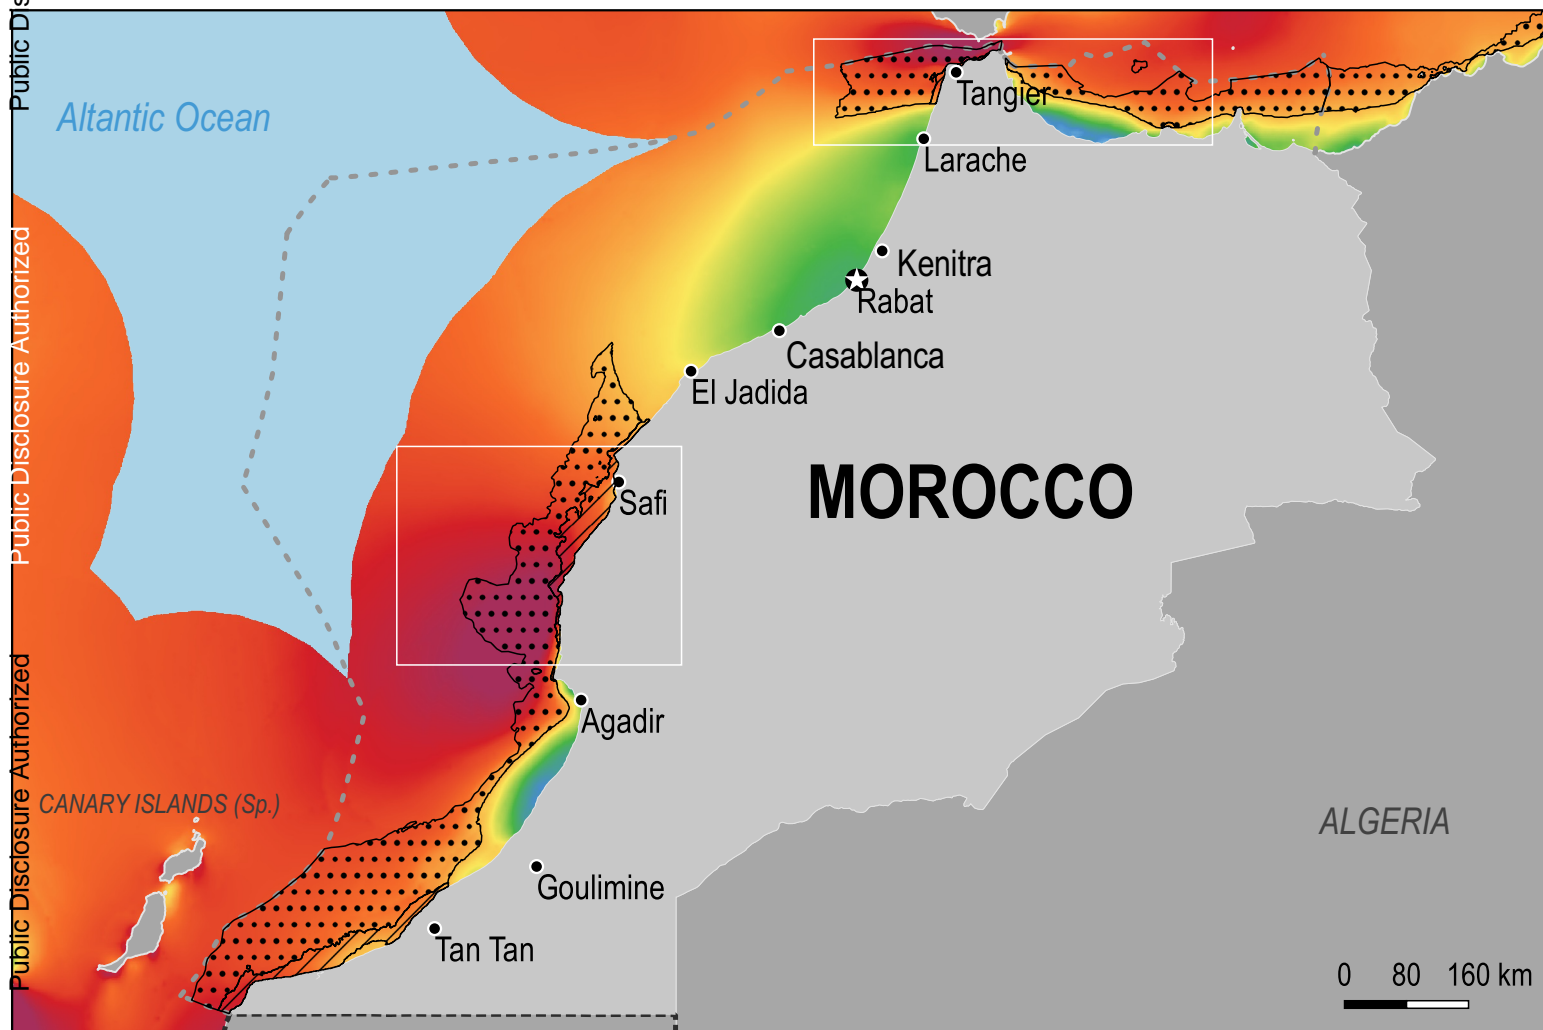 Public Dis
Altantic Ocean
Tangier
Larache
Public Disclosure Authorized
Kenitra
Rabat
Casablanca
El Jadida
MOROCCO
Safi
Public Disclosure Authorized
Agadir
CANARY ISLANDS (Sp.)
ALGERIA
Goulimine
Tan Tan
0 80 160 km